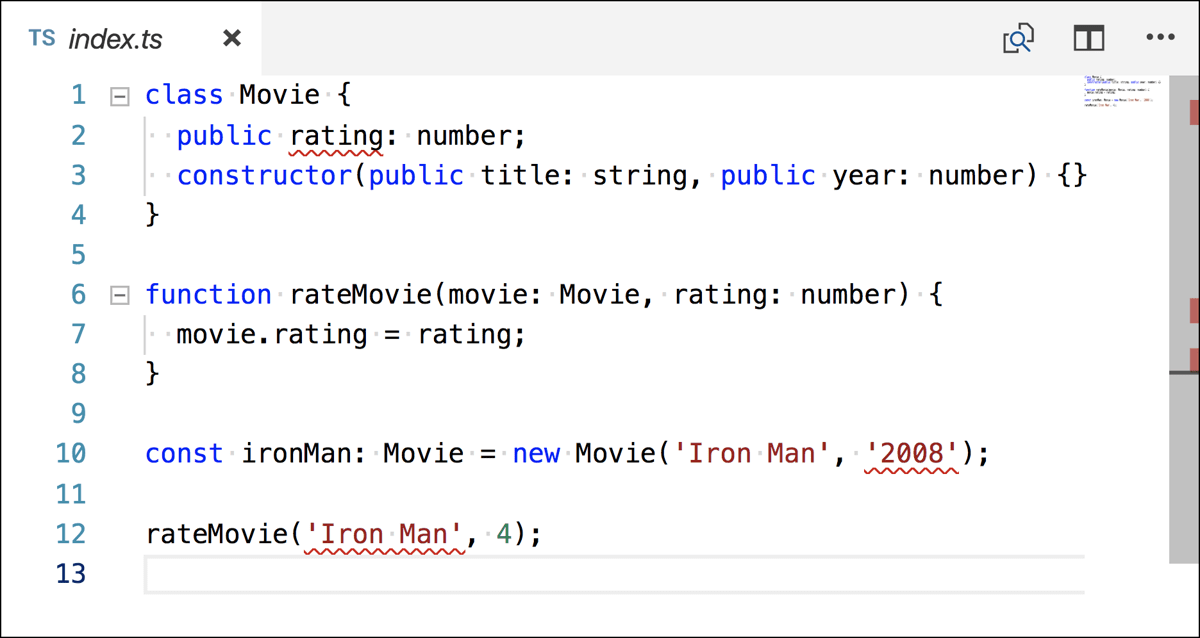 TS index.ts
1 class Movie {
2   public rating: number;
3   constructor(public title: string, public year: number) {}
4 }
5
6 function rateMovie(movie: Movie, rating: number) {
7   movie.rating = rating;
8 }
9
10 const ironMan: Movie = new Movie('Iron Man', '2008');
11
12 rateMovie('Iron Man', 4);
13